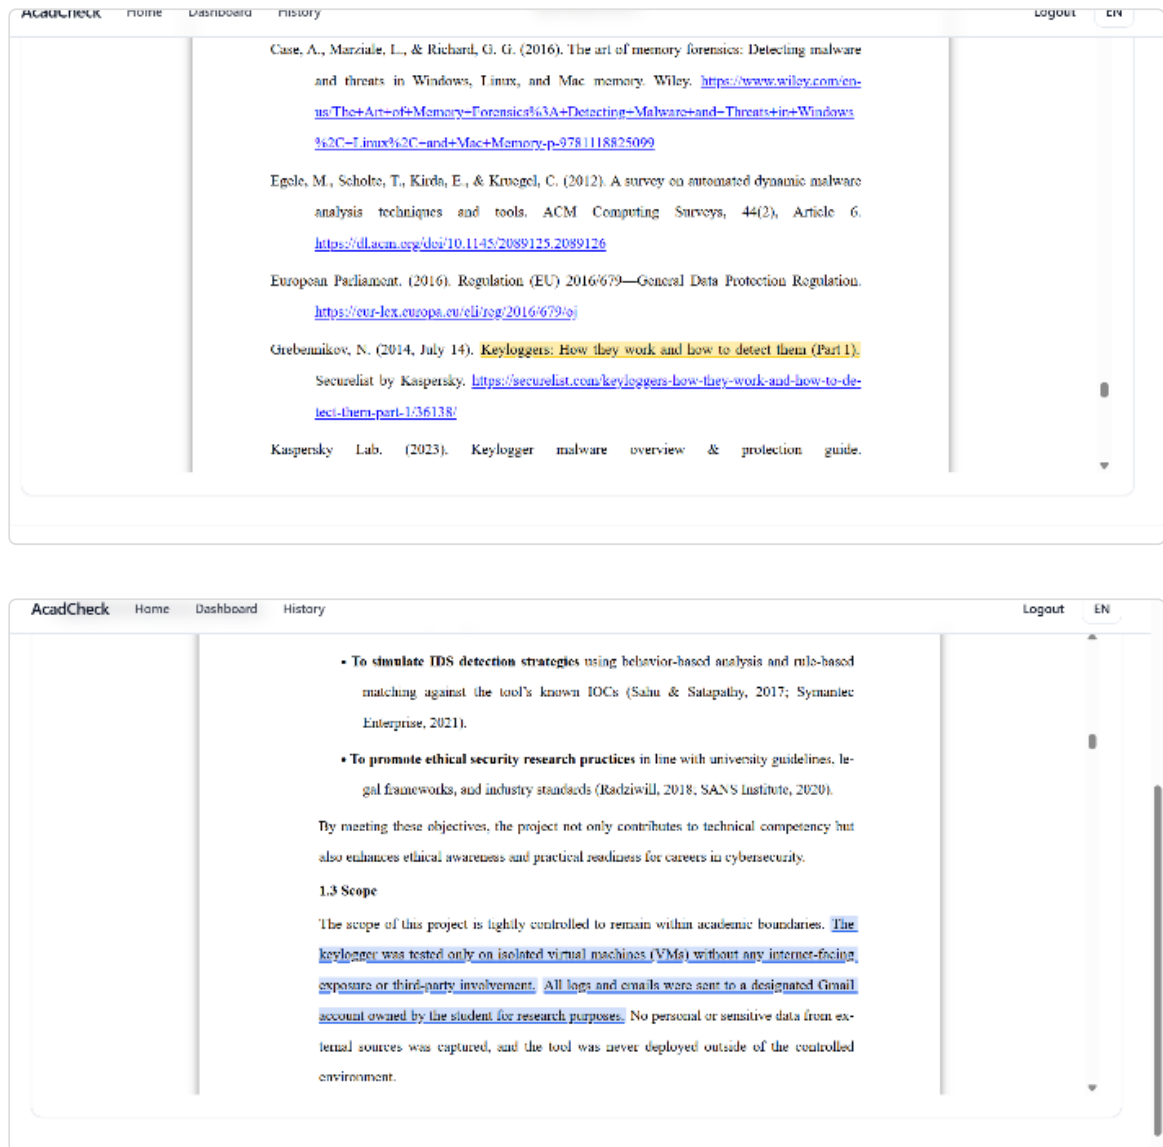 AcadCheck Home Dashboard History Logout EN
Case, A., Marziale, L., & Richard, G. G. (2016). The art of memory forensics: Detecting malware
and threats in Windows, Linux, and Mac memory. Wiley. https://www.wiley.com/en-
us/The+Art+of+Memory+Forensics%3A+Detecting+Malware+and+Threats+in+Windows
%2C+Linux%2C+and+Mac+Memory-p-9781118825099
Egele, M., Scholte, T., Kirda, E., & Kruegel, C. (2012). A survey on automated dynamic malware
analysis techniques and tools. ACM Computing Surveys, 44(2), Article 6.
https://dl.acm.org/doi/10.1145/2089125.2089126
European Parliament. (2016). Regulation (EU) 2016/679—General Data Protection Regulation.
https://eur-lex.europa.eu/eli/reg/2016/679/oj
Grebennikov, N. (2014, July 14). Keyloggers: How they work and how to detect them (Part 1).
Securelist by Kaspersky. https://securelist.com/keyloggers-how-they-work-and-how-to-de-
tect-them-part-1/36138/
Kaspersky Lab. (2023). Keylogger malware overview & protection guide.
AcadCheck Home Dashboard History Logout EN
• To simulate IDS detection strategies using behavior-based analysis and rule-based
matching against the tool's known IOCs (Sahu & Satapathy, 2017; Symantec
Enterprise, 2021).
• To promote ethical security research practices in line with university guidelines, le-
gal frameworks, and industry standards (Radziwill, 2018; SANS Institute, 2020).
By meeting these objectives, the project not only contributes to technical competency but
also enhances ethical awareness and practical readiness for careers in cybersecurity.
1.3 Scope
The scope of this project is tightly controlled to remain within academic boundaries. The
keylogger was tested only on isolated virtual machines (VMs) without any internet-facing
exposure or third-party involvement. All logs and emails were sent to a designated Gmail
account owned by the student for research purposes. No personal or sensitive data from ex-
ternal sources was captured, and the tool was never deployed outside of the controlled
environment.